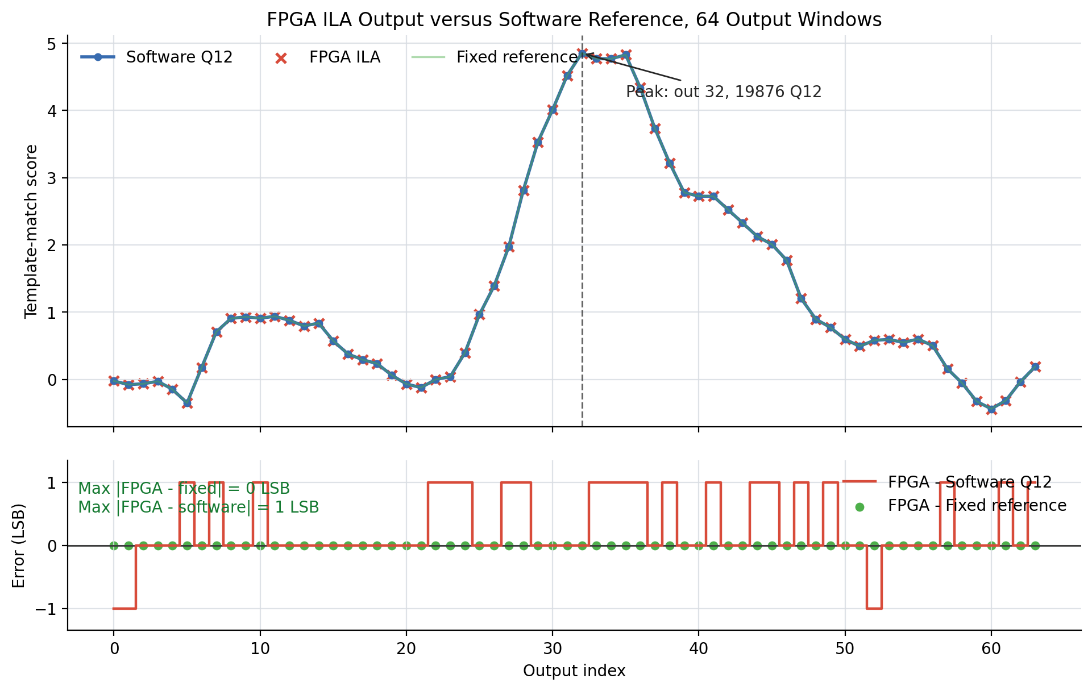 FPGA ILA Output versus Software Reference, 64 Output Windows
Software Q12
FPGA ILA
Fixed reference
Peak: out 32, 19876 Q12
Template-match score
5
4
3
2
1
0
Max |FPGA - fixed| = 0 LSB
Max |FPGA - software| = 1 LSB
FPGA - Software Q12
FPGA - Fixed reference
Error (LSB)
1
0
−1
0 10 20 30 40 50 60
Output index